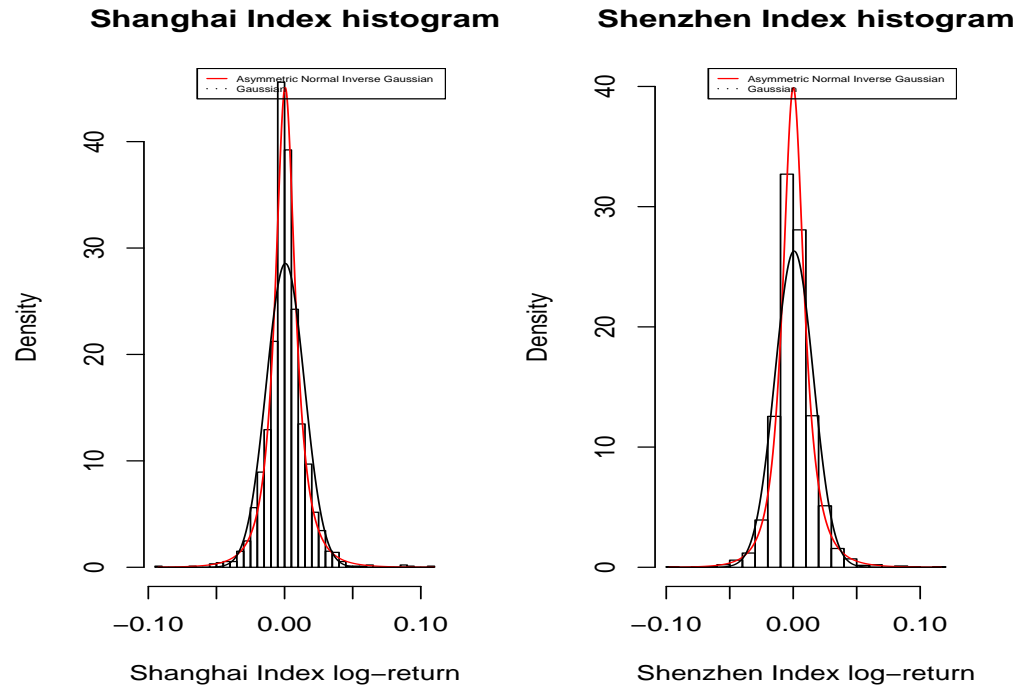 Shanghai Index histogram
Asymmetric Normal Inverse Gaussian
Gaussian
Density
40
30
20
10
0
−0.10
0.00
0.10
Shanghai Index log−return
Shenzhen Index histogram
Asymmetric Normal Inverse Gaussian
Gaussian
Density
40
30
20
10
0
−0.10
0.00
0.10
Shenzhen Index log−return